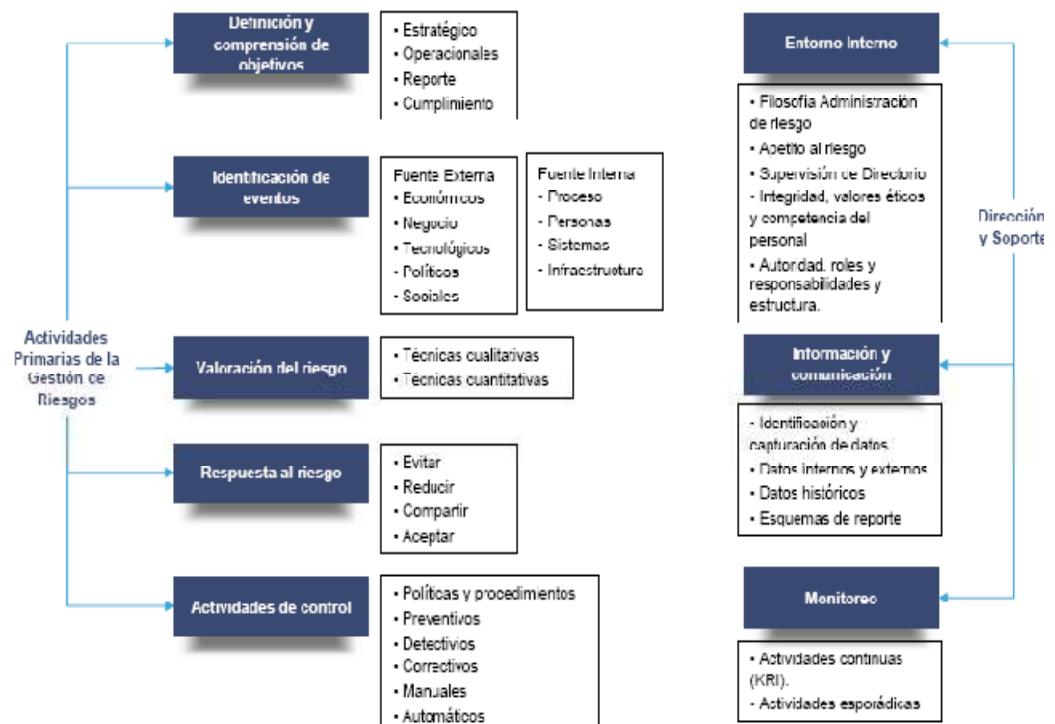 Definición y
comprensión de
objetivos
▪ Estratégico
▪ Operacionales
▪ Reporte
▪ Cumplimiento
Identificación de
eventos
Fuente Externa
▪ Económicos
▪ Negocio
▪ Tecnológicos
- Políticos
- Sociales
Fuente Interna
- Proceso
- Personas
- Sistemas
- Infraestructura
Actividades
Primarias de la
Gestión de
Riesgos
Valoración del riesgo
▪ Técnicas cualitativas
▪ Técnicas cuantitativas
Respuesta al riesgo
▪ Evitar
▪ Reducir
▪ Compartir
▪ Aceptar
Actividades de control
▪ Políticas y procedimientos
▪ Preventivos
▪ Detectivios
▪ Correctivos
▪ Manuales
▪ Automáticos
Entorno Interno
▪ Filosofía Administración
de riesgo
▪ Apetito al riesgo
▪ Supervisión de Directorio
- Integridad, valores éticos
y competencia del
personal
▪ Autoridad, roles y
responsabilidades y
estructura.
Dirección
y Soporte
Información y
comunicación
- Identificación y
capturación de datos
▪ Datos internos y externos
▪ Datos históricos
▪ Esquemas de reporte
Monitoreo
▪ Actividades continuas
(KRI).
- Actividades esporádicas